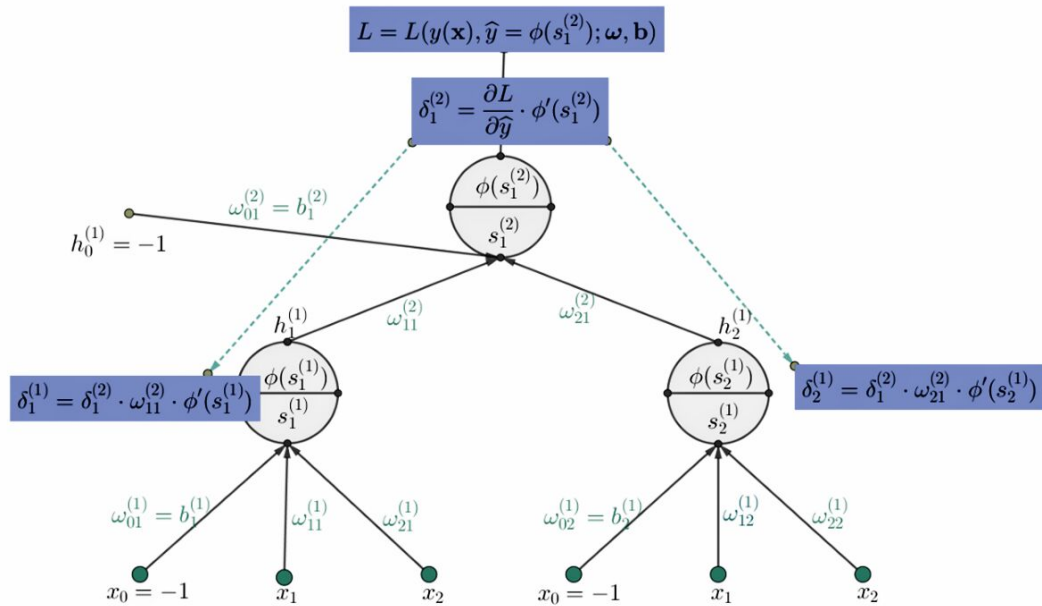 L = L(y(𝐱), ŷ = ϕ(s₁⁽²⁾); 𝛚, 𝐛)
δ₁⁽²⁾ = ∂L/∂ŷ · ϕ′(s₁⁽²⁾)
ϕ(s₁⁽²⁾)
ω₀₁⁽²⁾ = b₁⁽²⁾
s₁⁽²⁾
h₀⁽¹⁾ = −1
ω₁₁⁽²⁾
ω₂₁⁽²⁾
h₁⁽¹⁾
h₂⁽¹⁾
δ₁⁽¹⁾ = δ₁⁽²⁾ · ω₁₁⁽²⁾ · ϕ′(s₁⁽¹⁾)
ϕ(s₁⁽¹⁾)
s₁⁽¹⁾
ϕ(s₂⁽¹⁾)
s₂⁽¹⁾
δ₂⁽¹⁾ = δ₁⁽²⁾ · ω₂₁⁽²⁾ · ϕ′(s₂⁽¹⁾)
ω₀₁⁽¹⁾ = b₁⁽¹⁾
ω₁₁⁽¹⁾
ω₂₁⁽¹⁾
ω₀₂⁽¹⁾ = b₂⁽¹⁾
ω₁₂⁽¹⁾
ω₂₂⁽¹⁾
x₀ = −1
x₁
x₂
x₀ = −1
x₁
x₂